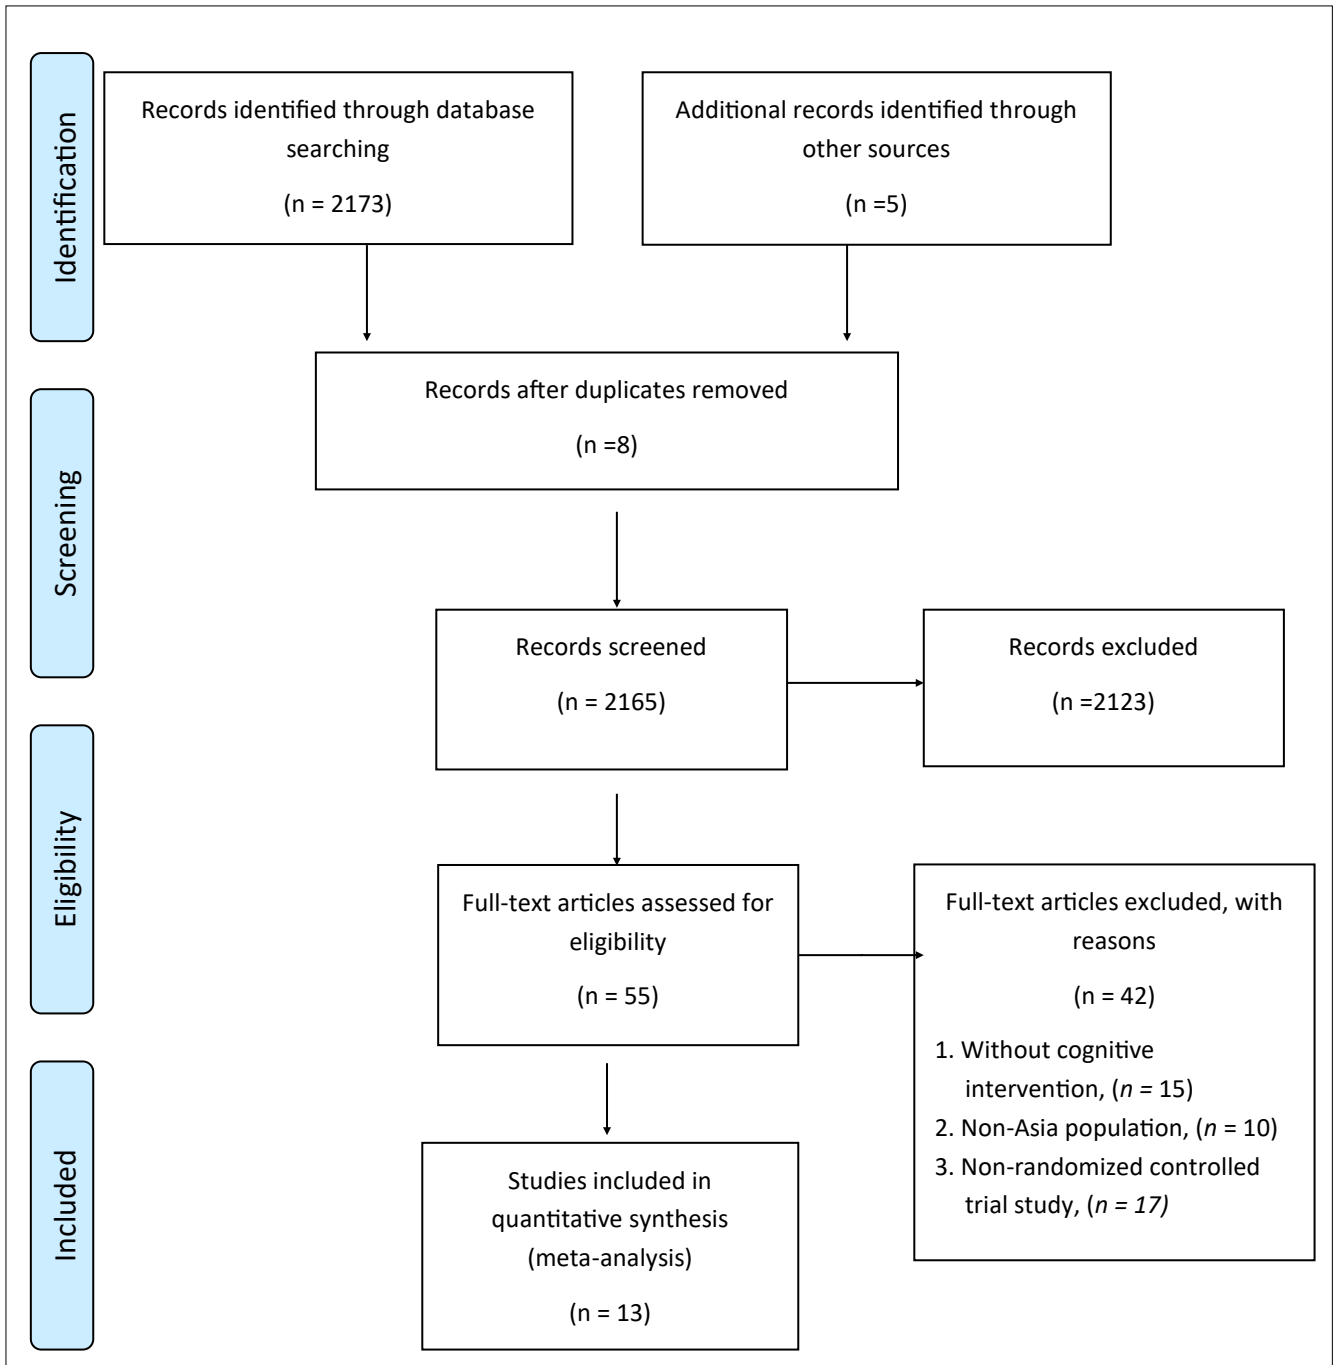 Identification
Records identified through database
searching
(n = 2173)
Additional records identified through
other sources
(n =5)
Records after duplicates removed
(n =8)
Screening
Records screened
(n = 2165)
Records excluded
(n =2123)
Eligibility
Full-text articles assessed for
eligibility
(n = 55)
Full-text articles excluded, with
reasons
(n = 42)
1. Without cognitive
intervention, (n = 15)
2. Non-Asia population, (n = 10)
3. Non-randomized controlled
trial study, (n = 17)
Included
Studies included in
quantitative synthesis
(meta-analysis)
(n = 13)